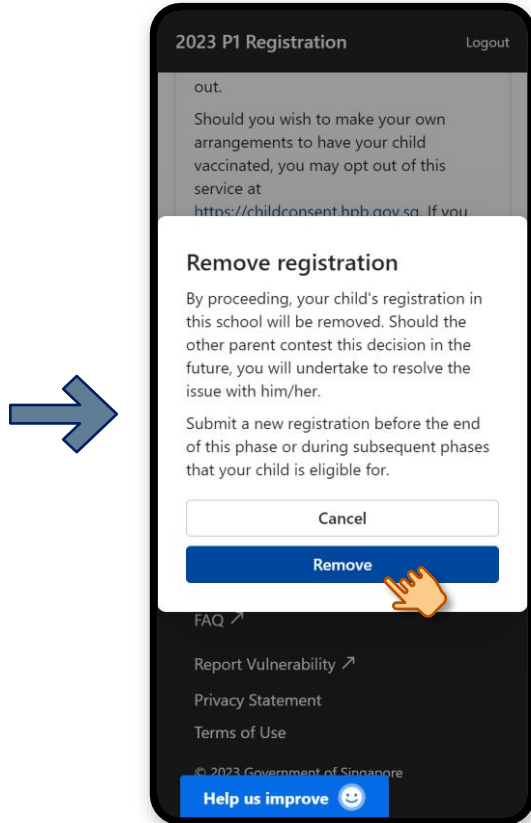 2023 P1 Registration Logout
out.
Should you wish to make your own
arrangements to have your child
vaccinated, you may opt out of this
service at
https://childconsent.hpb.gov.sg. If you
Remove registration
By proceeding, your child's registration in
this school will be removed. Should the
other parent contest this decision in the
future, you will undertake to resolve the
issue with him/her.
Submit a new registration before the end
of this phase or during subsequent phases
that your child is eligible for.
Cancel
Remove
FAQ ↗
Report Vulnerability ↗
Privacy Statement
Terms of Use
© 2023 Government of Singapore
Help us improve